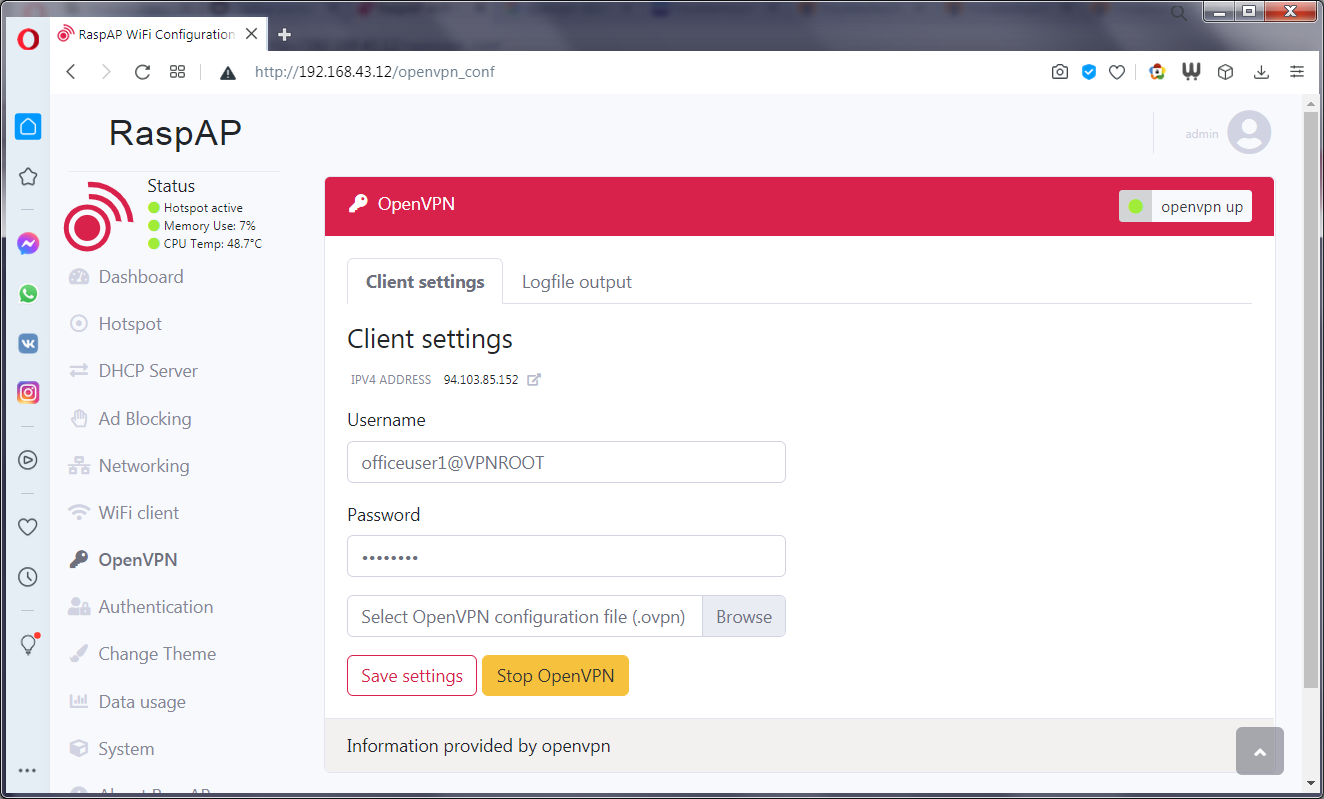 RaspAP WiFi Configuration
http://192.168.43.12/openvpn_conf
RaspAP
admin
Status
Hotspot active
Memory Use: 7%
CPU Temp: 48.7°C
Dashboard
Hotspot
DHCP Server
Ad Blocking
Networking
WiFi client
OpenVPN
Authentication
Change Theme
Data usage
System
About RaspAP
OpenVPN
openvpn up
Client settings
Logfile output
Client settings
IPV4 ADDRESS 94.103.85.152
Username
officeuser1@VPNROOT
Password
••••••••
Select OpenVPN configuration file (.ovpn) Browse
Save settings Stop OpenVPN
Information provided by openvpn